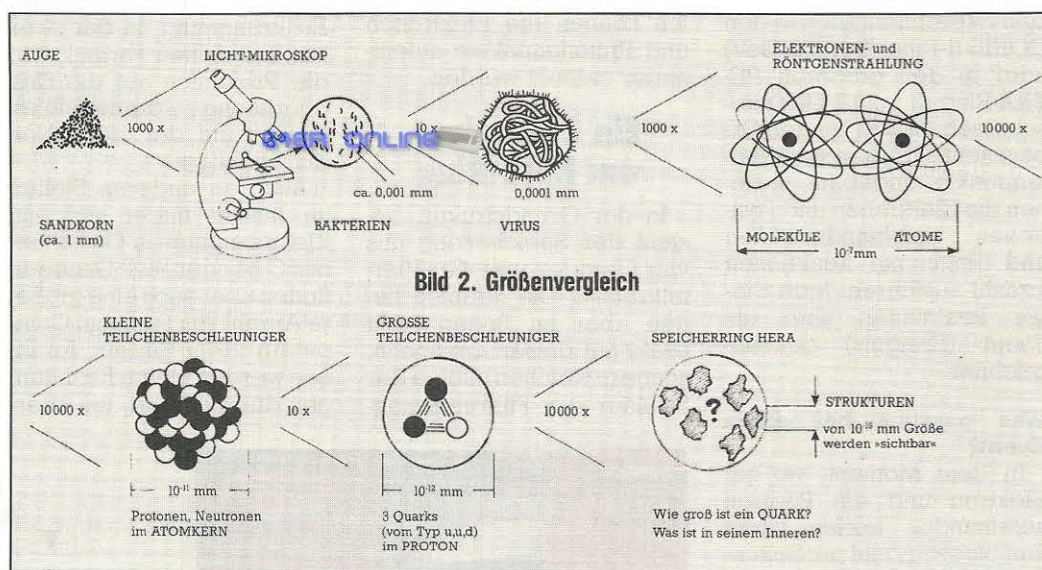 AUGE
LICHT-MIKROSKOP
ELEKTRONEN- und
RÖNTGENSTRAHLUNG
1000 x
64ER ONLINE
10 x
1000 x
10000 x
ca. 0,001 mm
0,0001 mm
SANDKORN
(ca. 1 mm)
BAKTERIEN
VIRUS
MOLEKÜLE
ATOME
10⁻⁷mm
Bild 2. Größenvergleich
KLEINE
TEILCHENBESCHLEUNIGER
GROSSE
TEILCHENBESCHLEUNIGER
SPEICHERRING HERA
10000 x
10 x
10000 x
?
STRUKTUREN
von 10⁻¹⁶ mm Größe
werden »sichtbar«
10⁻¹¹ mm
Protonen, Neutronen
im ATOMKERN
10⁻¹² mm
3 Quarks
(vom Typ u,u,d)
im PROTON
Wie groß ist ein QUARK?
Was ist in seinem Inneren?